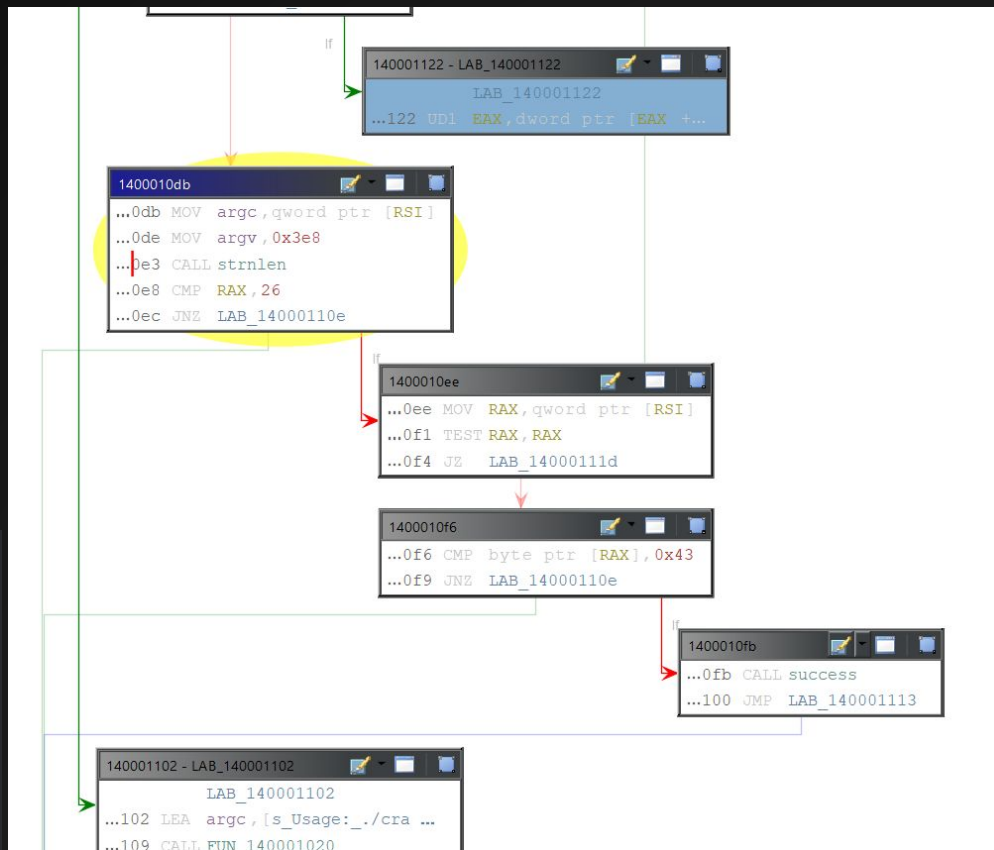 If
140001122 - LAB_140001122
LAB_140001122
...122 UD1 EAX,dword ptr [EAX +...
1400010db
...0db MOV argc,qword ptr [RSI]
...0de MOV argv,0x3e8
...0e3 CALL strnlen
...0e8 CMP RAX,26
...0ec JNZ LAB_14000110e
If
1400010ee
...0ee MOV RAX,qword ptr [RSI]
...0f1 TEST RAX,RAX
...0f4 JZ LAB_14000111d
1400010f6
...0f6 CMP byte ptr [RAX],0x43
...0f9 JNZ LAB_14000110e
If
1400010fb
...0fb CALL success
...100 JMP LAB_140001113
140001102 - LAB_140001102
LAB_140001102
...102 LEA argc,[s_Usage:_./cra ...
...109 CALL FUN_140001020